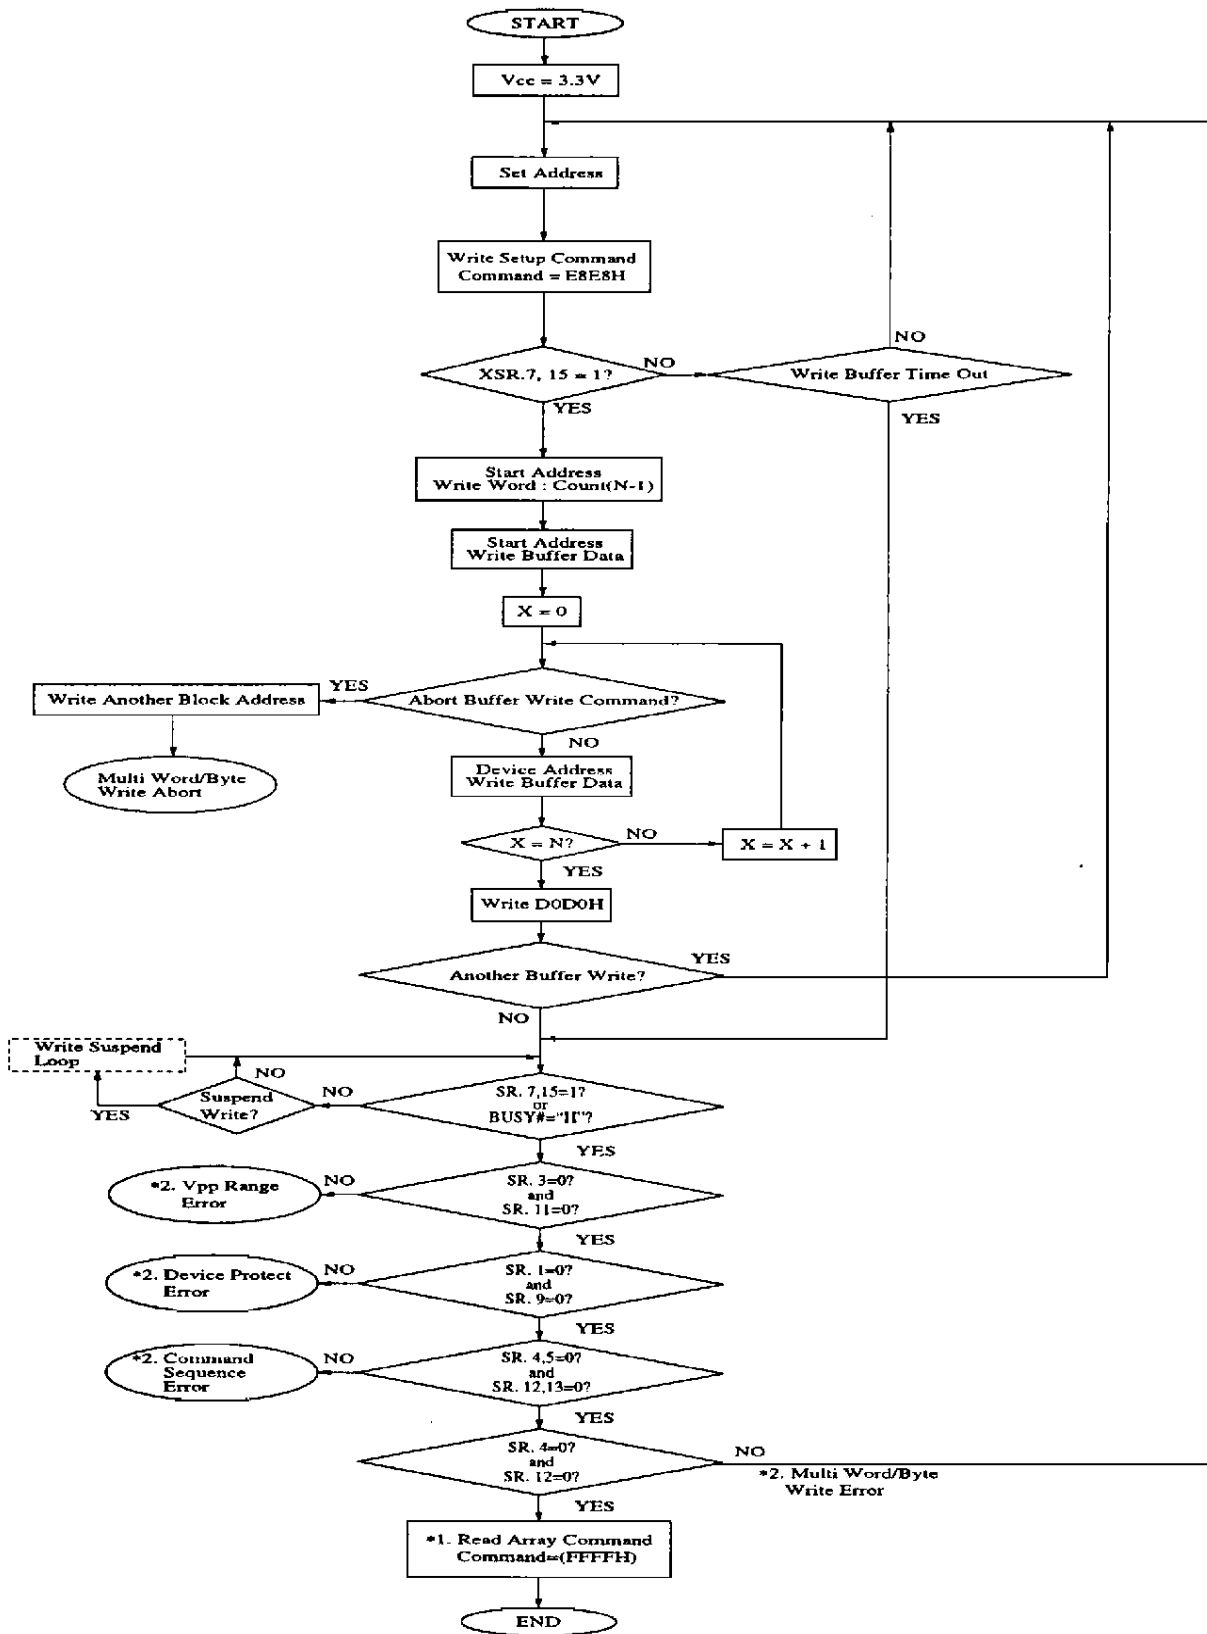 START
Vcc = 3.3V
Set Address
Write Setup Command
Command = E8E8H
XSR.7, 15 = 1?
NO
Write Buffer Time Out
NO
YES
YES
Start Address
Write Word : Count(N-1)
Start Address
Write Buffer Data
X = 0
Abort Buffer Write Command?
YES
Write Another Block Address
Multi Word/Byte
Write Abort
NO
Device Address
Write Buffer Data
X = N?
NO
X = X + 1
YES
Write D0D0H
Another Buffer Write?
YES
NO
Write Suspend
Loop
NO
Suspend
Write?
YES
NO
SR. 7,15=1?
or
BUSY#="H"?
YES
*2. Vpp Range
Error
NO
SR. 3=0?
and
SR. 11=0?
YES
*2. Device Protect
Error
NO
SR. 1=0?
and
SR. 9=0?
YES
*2. Command
Sequence
Error
NO
SR. 4,5=0?
and
SR. 12,13=0?
YES
SR. 4=0?
and
SR. 12=0?
NO
*2. Multi Word/Byte
Write Error
YES
*1. Read Array Command
Command=(FFFFH)
END